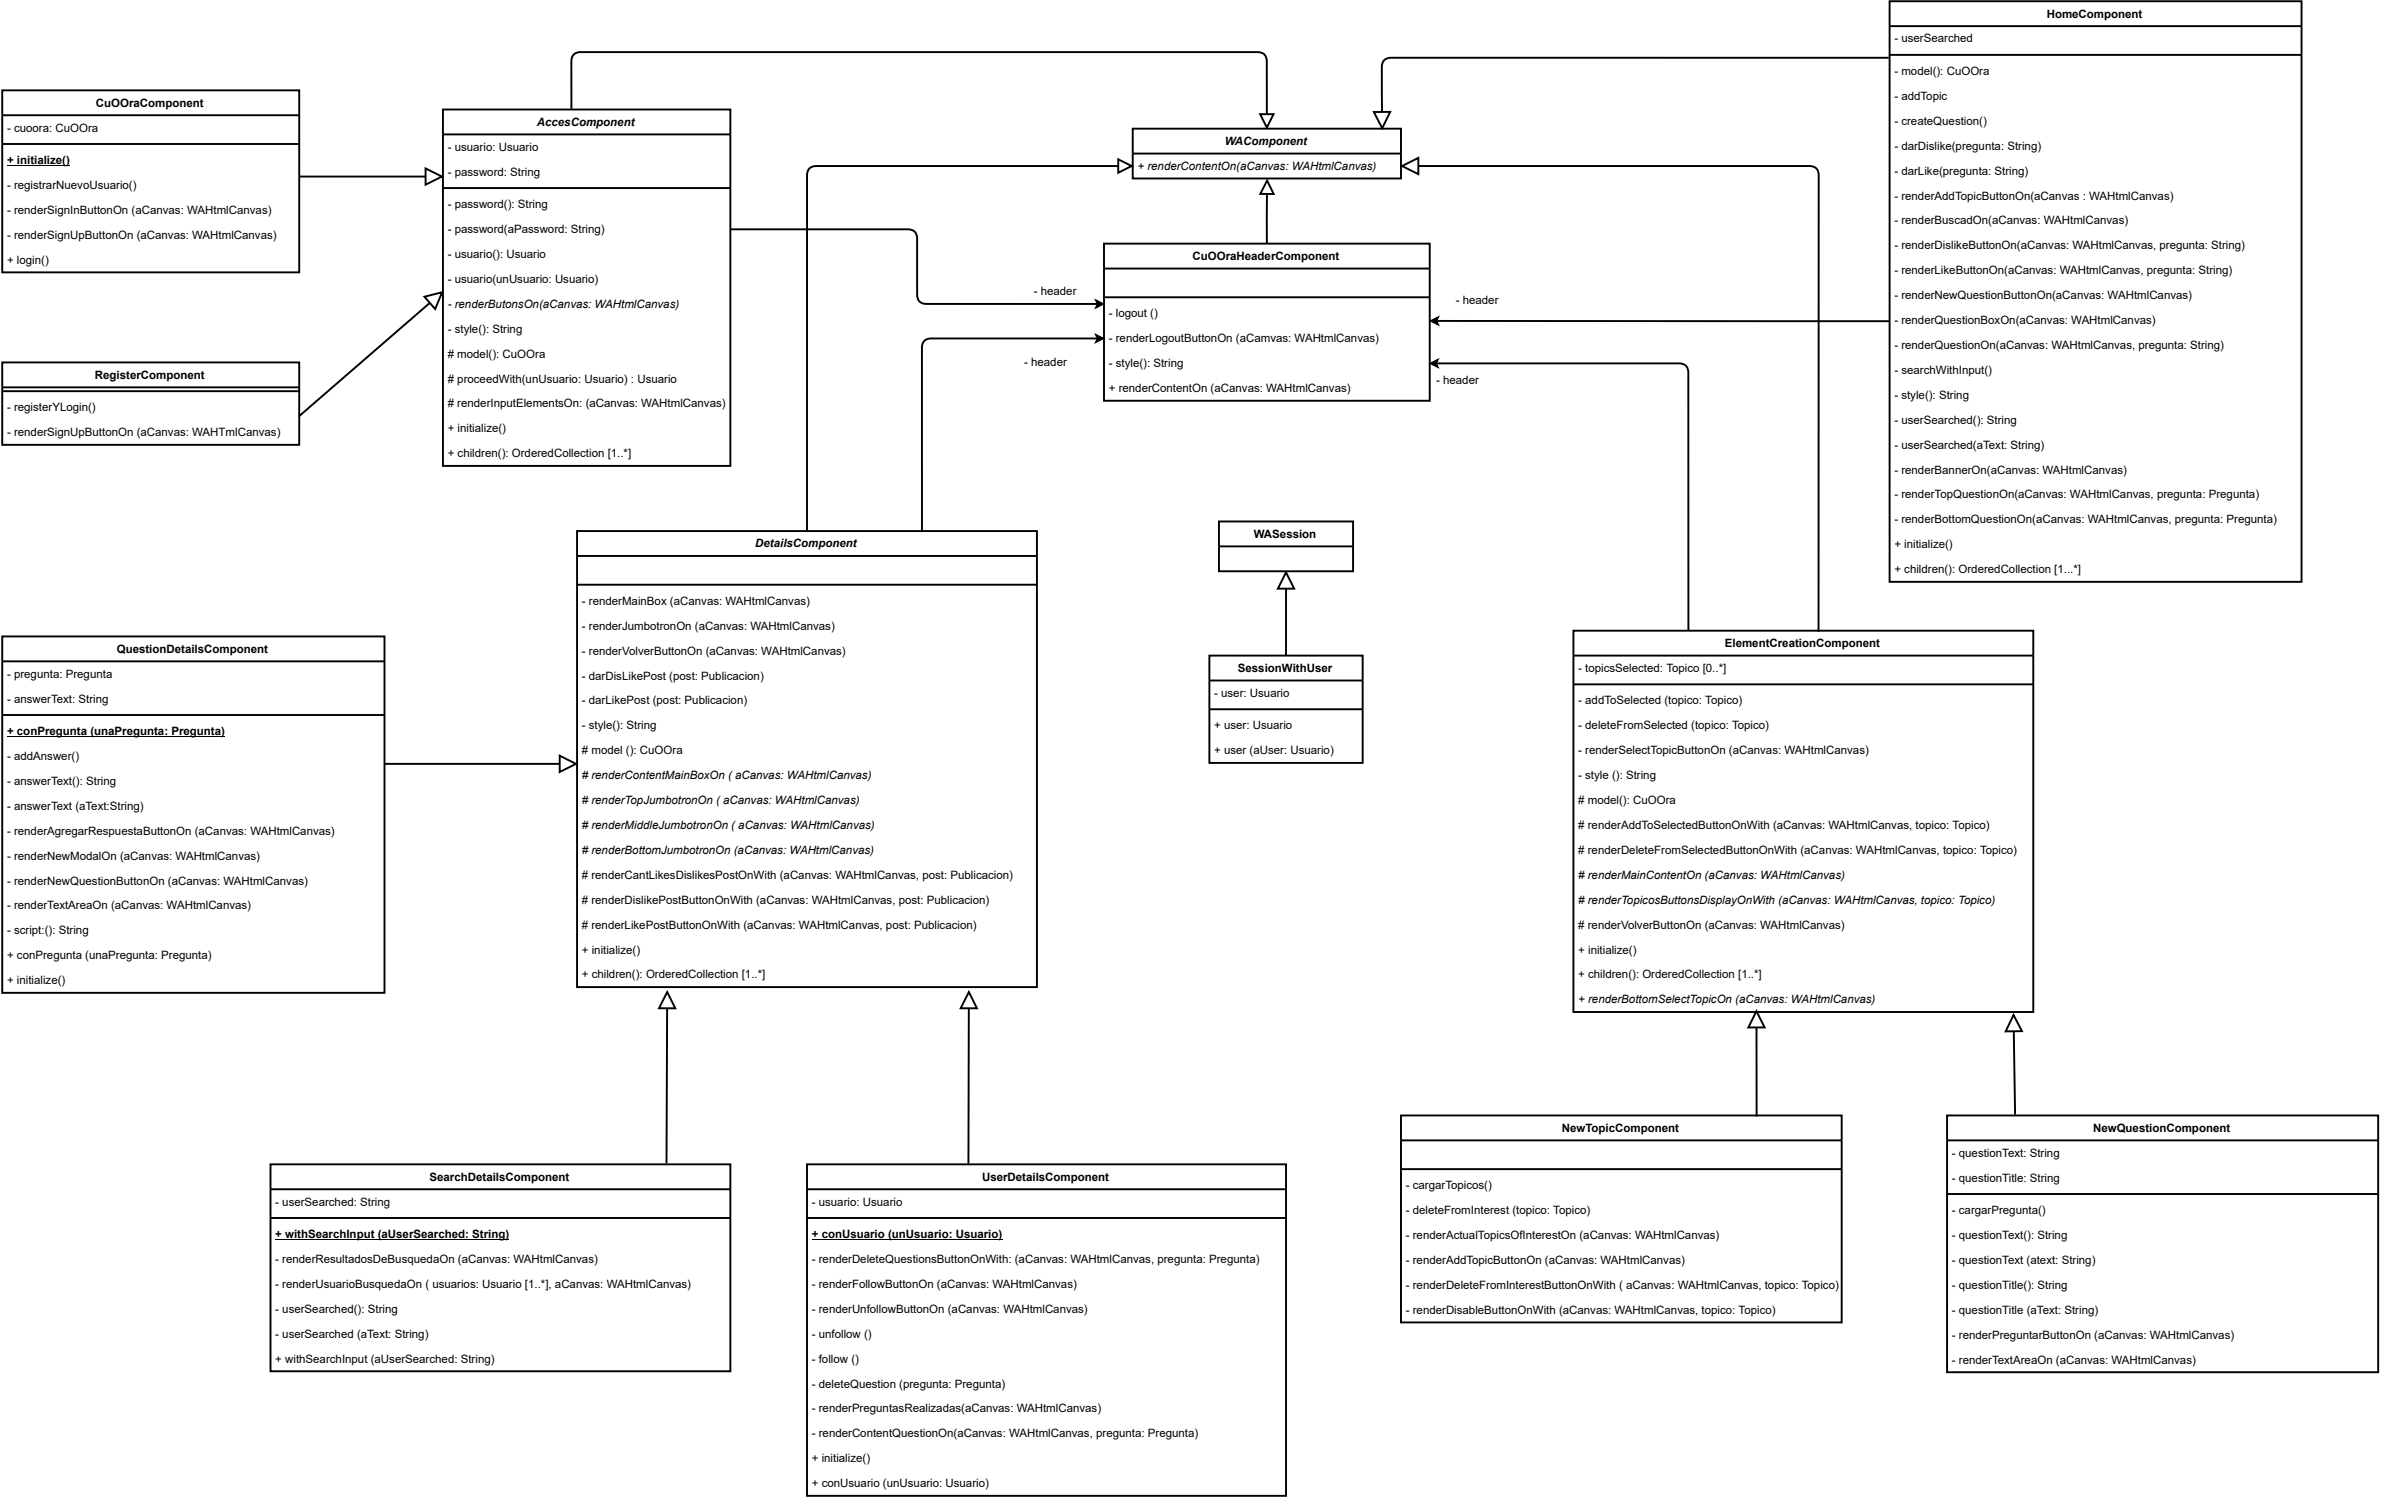 HomeComponent
- userSearched
- model(): CuOOra
- addTopic
- createQuestion()
- darDislike(pregunta: String)
- darLike(pregunta: String)
- renderAddTopicButtonOn(aCanvas : WAHtmlCanvas)
- renderBuscadOn(aCanvas: WAHtmlCanvas)
- renderDislikeButtonOn(aCanvas: WAHtmlCanvas, pregunta: String)
- renderLikeButtonOn(aCanvas: WAHtmlCanvas, pregunta: String)
- renderNewQuestionButtonOn(aCanvas: WAHtmlCanvas)
- renderQuestionBoxOn(aCanvas: WAHtmlCanvas)
- renderQuestionOn(aCanvas: WAHtmlCanvas, pregunta: String)
- searchWithInput()
- style(): String
- userSearched(): String
- userSearched(aText: String)
- renderBannerOn(aCanvas: WAHtmlCanvas)
- renderTopQuestionOn(aCanvas: WAHtmlCanvas, pregunta: Pregunta)
- renderBottomQuestionOn(aCanvas: WAHtmlCanvas, pregunta: Pregunta)
+ initialize()
+ children(): OrderedCollection [1...*]
CuOOraComponent
- cuoora: CuOOra
+ initialize()
- registrarNuevoUsuario()
- renderSignInButtonOn (aCanvas: WAHtmlCanvas)
- renderSignUpButtonOn (aCanvas: WAHtmlCanvas)
+ login()
AccesComponent
- usuario: Usuario
- password: String
- password(): String
- password(aPassword: String)
- usuario(): Usuario
- usuario(unUsuario: Usuario)
- renderButonsOn(aCanvas: WAHtmlCanvas)
- style(): String
# model(): CuOOra
# proceedWith(unUsuario: Usuario) : Usuario
# renderInputElementsOn: (aCanvas: WAHtmlCanvas)
+ initialize()
+ children(): OrderedCollection [1..*]
WAComponent
+ renderContentOn(aCanvas: WAHtmlCanvas)
CuOOraHeaderComponent
- logout ()
- renderLogoutButtonOn (aCamvas: WAHtmlCanvas)
- style(): String
+ renderContentOn (aCanvas: WAHtmlCanvas)
- header
- header
- header
- header
RegisterComponent
- registerYLogin()
- renderSignUpButtonOn (aCanvas: WAHTmlCanvas)
DetailsComponent
- renderMainBox (aCanvas: WAHtmlCanvas)
- renderJumbotronOn (aCanvas: WAHtmlCanvas)
- renderVolverButtonOn (aCanvas: WAHtmlCanvas)
- darDisLikePost (post: Publicacion)
- darLikePost (post: Publicacion)
- style(): String
# model (): CuOOra
# renderContentMainBoxOn ( aCanvas: WAHtmlCanvas)
# renderTopJumbotronOn ( aCanvas: WAHtmlCanvas)
# renderMiddleJumbotronOn ( aCanvas: WAHtmlCanvas)
# renderBottomJumbotronOn (aCanvas: WAHtmlCanvas)
# renderCantLikesDislikesPostOnWith (aCanvas: WAHtmlCanvas, post: Publicacion)
# renderDislikePostButtonOnWith (aCanvas: WAHtmlCanvas, post: Publicacion)
# renderLikePostButtonOnWith (aCanvas: WAHtmlCanvas, post: Publicacion)
+ initialize()
+ children(): OrderedCollection [1..*]
WASession
SessionWithUser
- user: Usuario
+ user: Usuario
+ user (aUser: Usuario)
ElementCreationComponent
- topicsSelected: Topico [0..*]
- addToSelected (topico: Topico)
- deleteFromSelected (topico: Topico)
- renderSelectTopicButtonOn (aCanvas: WAHtmlCanvas)
- style (): String
# model(): CuOOra
# renderAddToSelectedButtonOnWith (aCanvas: WAHtmlCanvas, topico: Topico)
# renderDeleteFromSelectedButtonOnWith (aCanvas: WAHtmlCanvas, topico: Topico)
# renderMainContentOn (aCanvas: WAHtmlCanvas)
# renderTopicosButtonsDisplayOnWith (aCanvas: WAHtmlCanvas, topico: Topico)
# renderVolverButtonOn (aCanvas: WAHtmlCanvas)
+ initialize()
+ children(): OrderedCollection [1..*]
+ renderBottomSelectTopicOn (aCanvas: WAHtmlCanvas)
QuestionDetailsComponent
- pregunta: Pregunta
- answerText: String
+ conPregunta (unaPregunta: Pregunta)
- addAnswer()
- answerText(): String
- answerText (aText:String)
- renderAgregarRespuestaButtonOn (aCanvas: WAHtmlCanvas)
- renderNewModalOn (aCanvas: WAHtmlCanvas)
- renderNewQuestionButtonOn (aCanvas: WAHtmlCanvas)
- renderTextAreaOn (aCanvas: WAHtmlCanvas)
- script:(): String
+ conPregunta (unaPregunta: Pregunta)
+ initialize()
SearchDetailsComponent
- userSearched: String
+ withSearchInput (aUserSearched: String)
- renderResultadosDeBusquedaOn (aCanvas: WAHtmlCanvas)
- renderUsuarioBusquedaOn ( usuarios: Usuario [1..*], aCanvas: WAHtmlCanvas)
- userSearched(): String
- userSearched (aText: String)
+ withSearchInput (aUserSearched: String)
UserDetailsComponent
- usuario: Usuario
+ conUsuario (unUsuario: Usuario)
- renderDeleteQuestionsButtonOnWith: (aCanvas: WAHtmlCanvas, pregunta: Pregunta)
- renderFollowButtonOn (aCanvas: WAHtmlCanvas)
- renderUnfollowButtonOn (aCanvas: WAHtmlCanvas)
- unfollow ()
- follow ()
- deleteQuestion (pregunta: Pregunta)
- renderPreguntasRealizadas(aCanvas: WAHtmlCanvas)
- renderContentQuestionOn(aCanvas: WAHtmlCanvas, pregunta: Pregunta)
+ initialize()
+ conUsuario (unUsuario: Usuario)
NewTopicComponent
- cargarTopicos()
- deleteFromInterest (topico: Topico)
- renderActualTopicsOfInterestOn (aCanvas: WAHtmlCanvas)
- renderAddTopicButtonOn (aCanvas: WAHtmlCanvas)
- renderDeleteFromInterestButtonOnWith ( aCanvas: WAHtmlCanvas, topico: Topico)
- renderDisableButtonOnWith (aCanvas: WAHtmlCanvas, topico: Topico)
NewQuestionComponent
- questionText: String
- questionTitle: String
- cargarPregunta()
- questionText(): String
- questionText (atext: String)
- questionTitle(): String
- questionTitle (aText: String)
- renderPreguntarButtonOn (aCanvas: WAHtmlCanvas)
- renderTextAreaOn (aCanvas: WAHtmlCanvas)